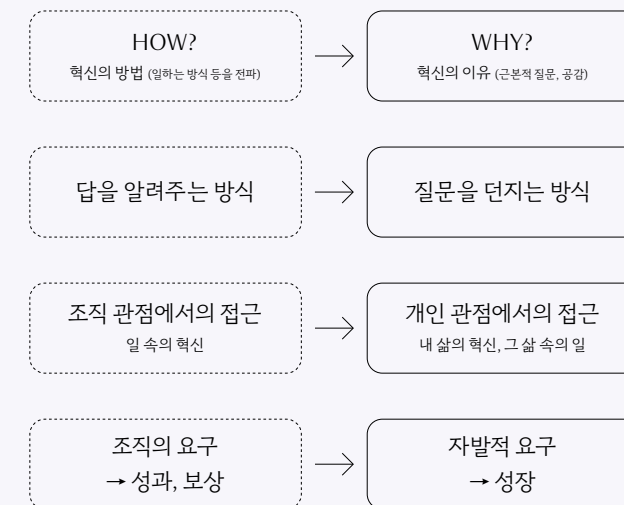 HOW?
혁신의 방법 (일하는 방식 등을 전파)
WHY?
혁신의 이유 (근본적 질문, 공감)
답을 알려주는 방식
질문을 던지는 방식
조직 관점에서의 접근
일 속의 혁신
개인 관점에서의 접근
내 삶의 혁신, 그 삶 속의 일
조직의 요구
→ 성과, 보상
자발적 요구
→ 성장